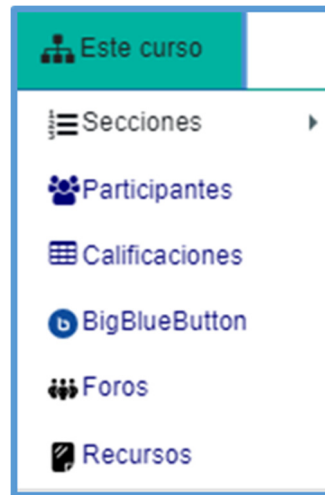 Este curso
Secciones
Participantes
Calificaciones
BigBlueButton
Foros
Recursos